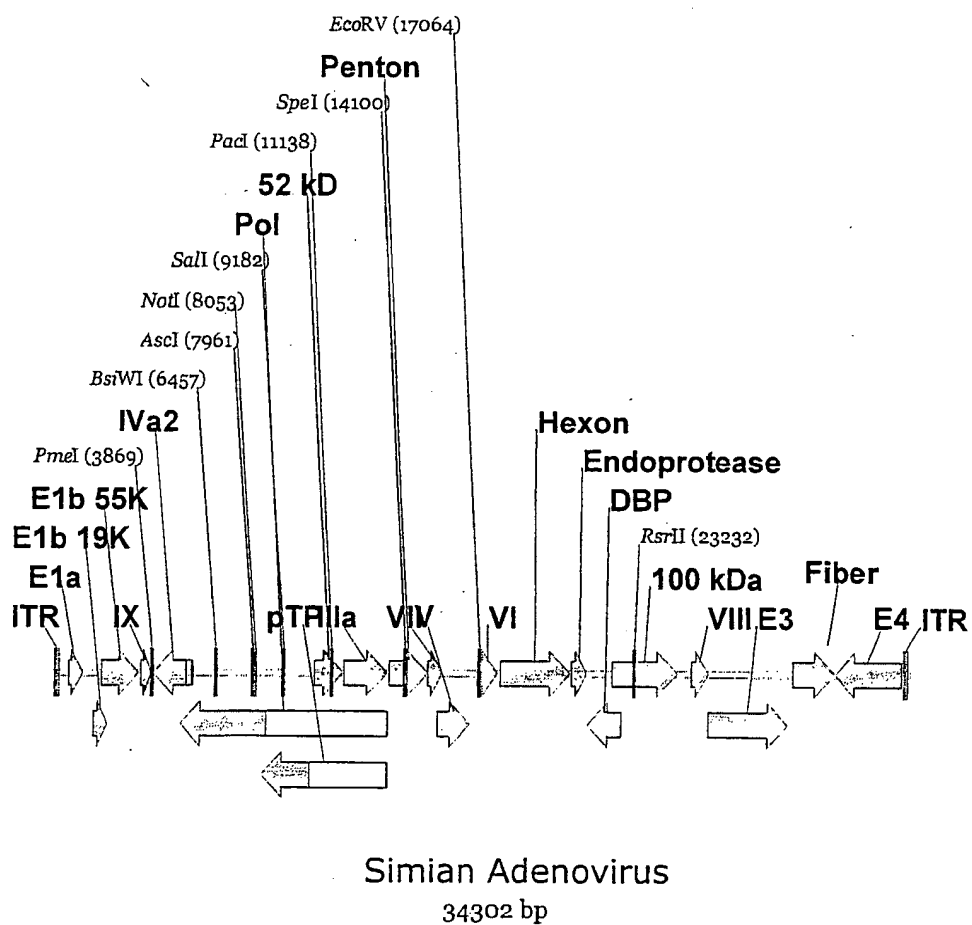 EcoRV (17064)
Penton
SpeI (14100)
PacI (11138)
52 kD
Pol
SalI (9182)
NotI (8053)
AscI (7961)
BsiWI (6457)
IVa2
Hexon
PmeI (3869)
Endoprotease
E1b 55K
DBP
E1b 19K
RsrII (23232)
E1a
100 kDa
Fiber
ITR
IX
pTP
IIIa
VII
V
VI
VIII
E3
E4
ITR
Simian Adenovirus
34302 bp